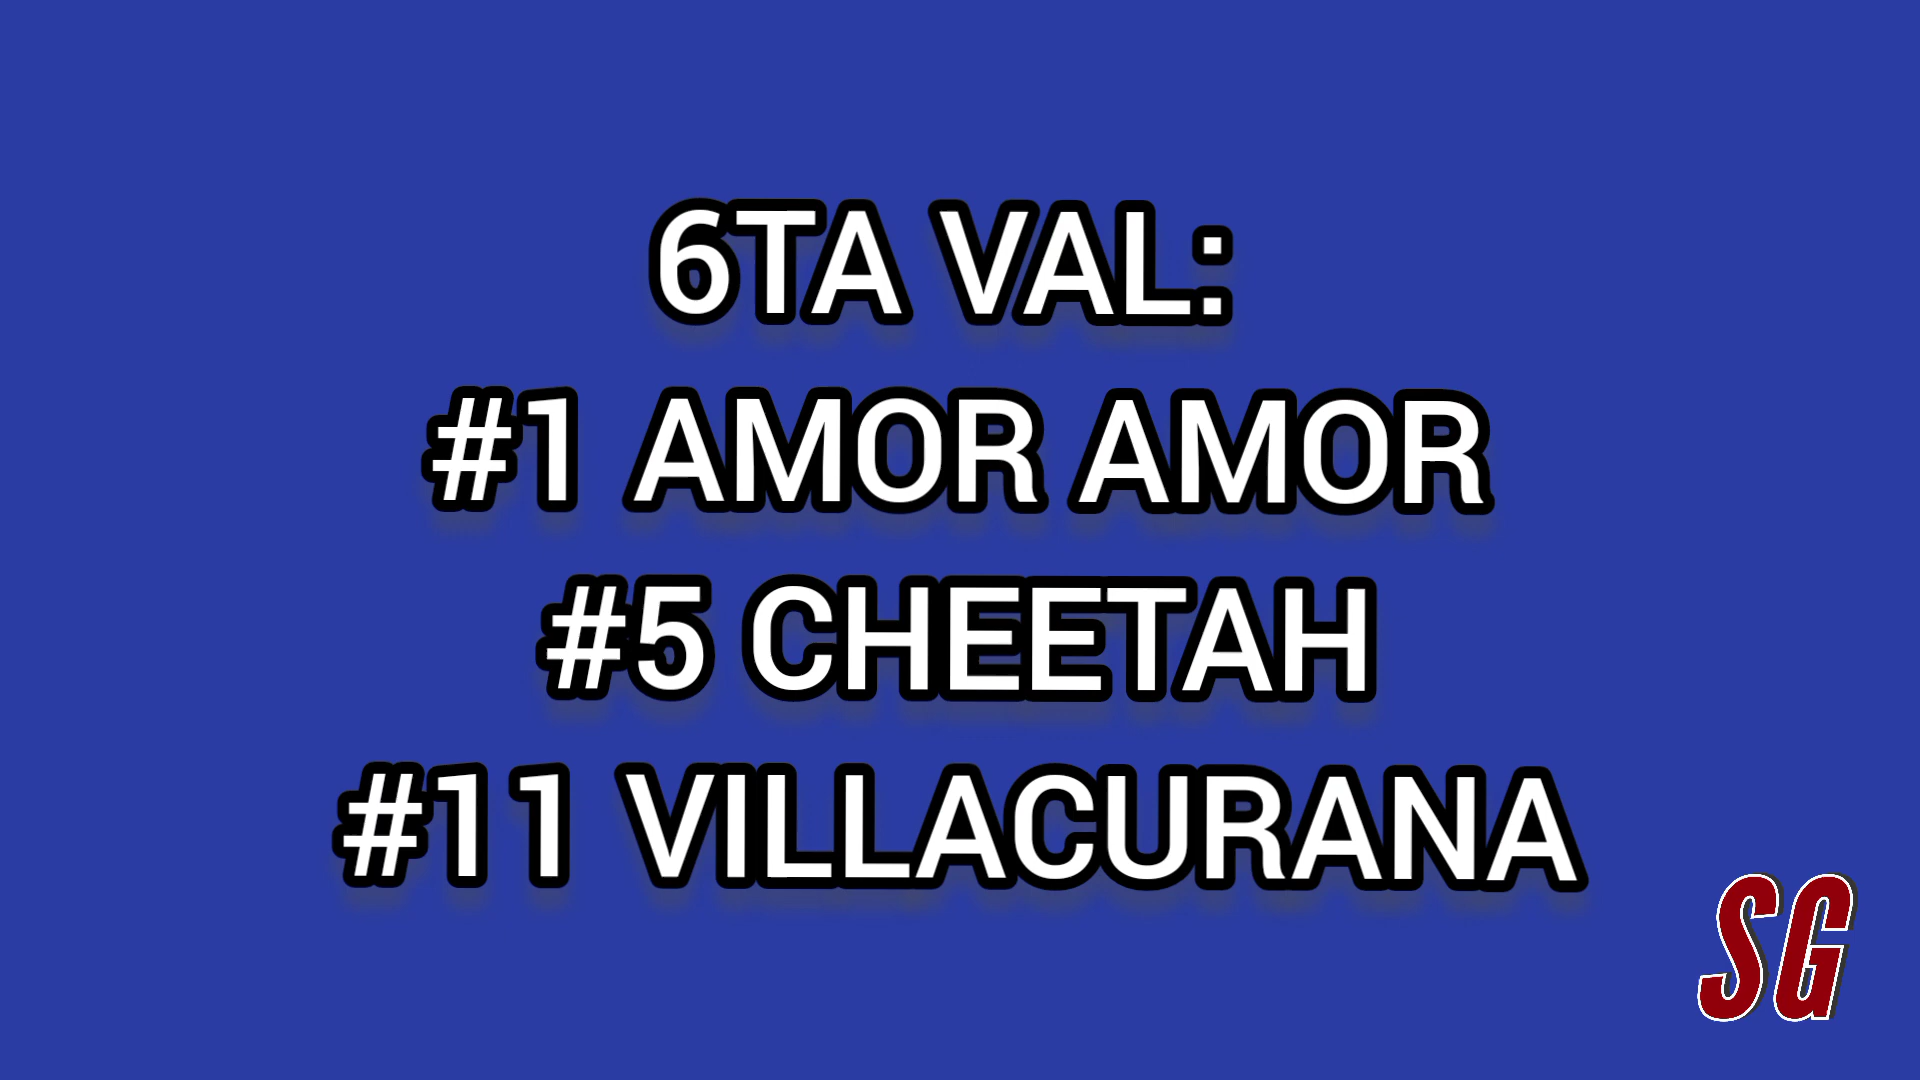 6TA VAL:
#1 AMOR AMOR
#5 CHEETAH
#11 VILLACURANA
SG